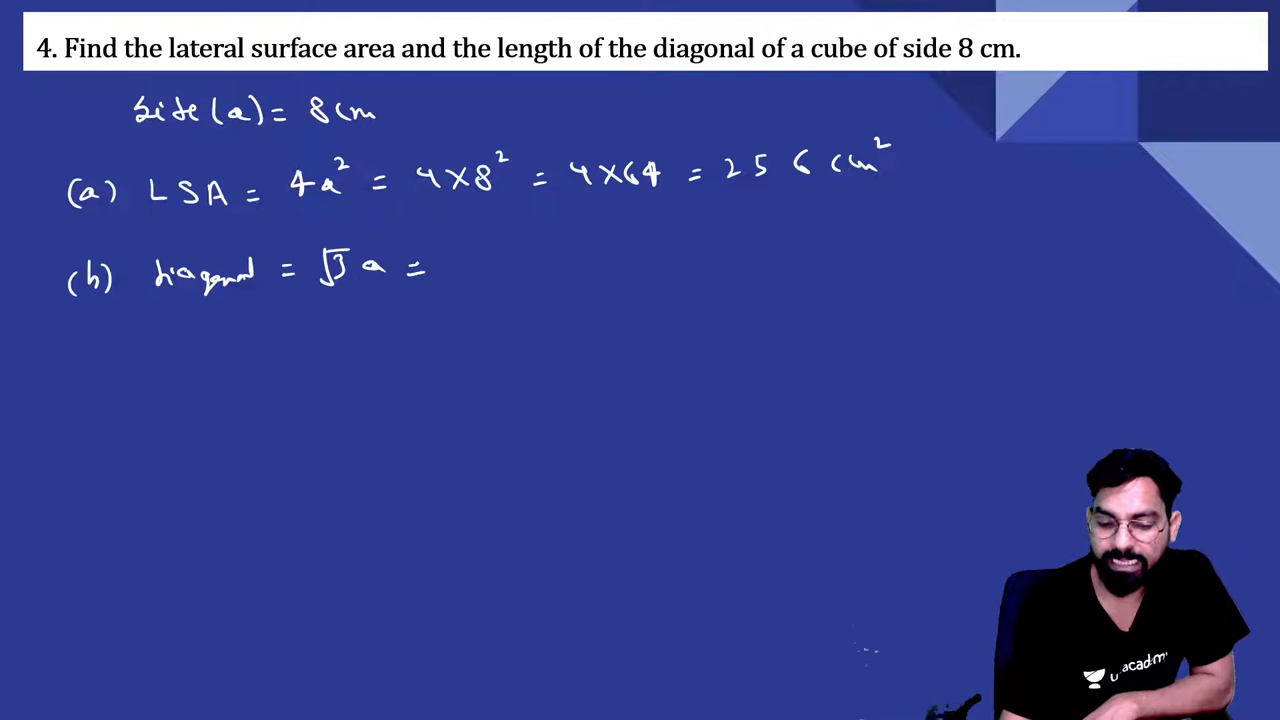 4. Find the lateral surface area and the length of the diagonal of a cube of side 8 cm.
Side (a) = 8 cm
(a) LSA = 4a² = 4×8² = 4×64 = 256 cm²
(b) Diagonal = √3 a =
unacademy